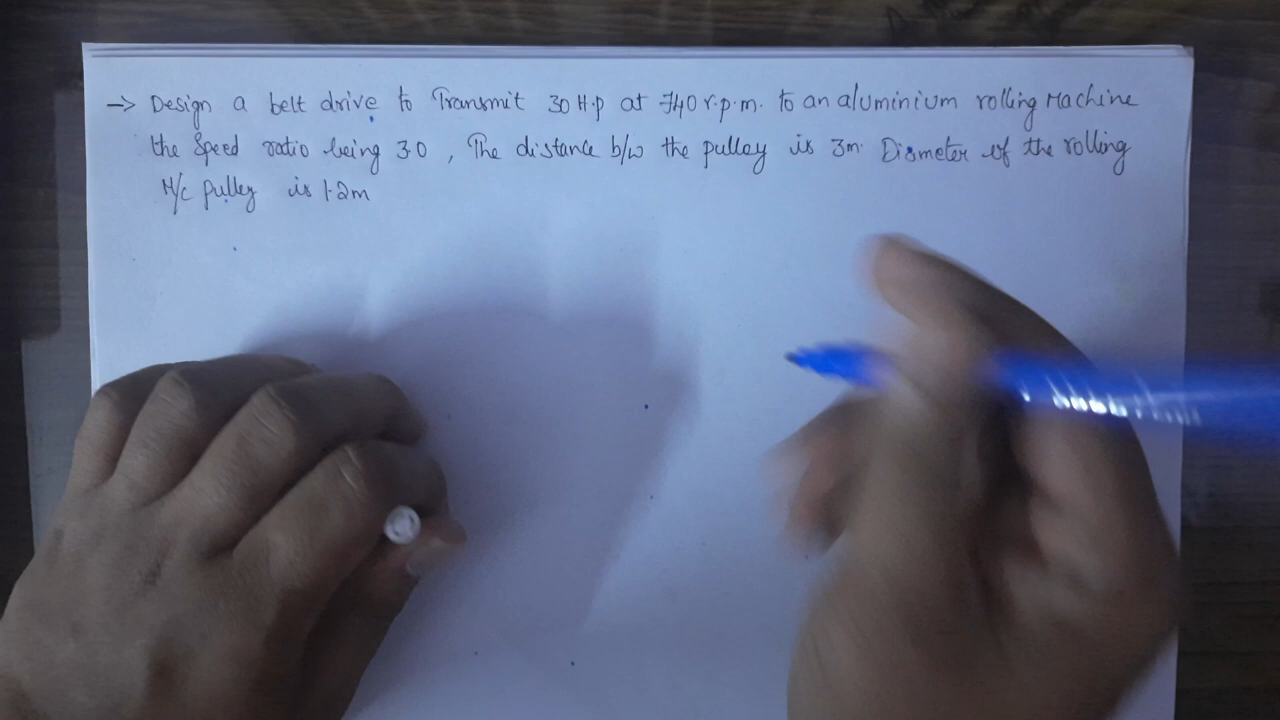 → Design a belt drive to Transmit 30 H.p at 740 r.p.m. to an aluminium rolling Machine
the Speed ratio being 3.0 , The distance b/w the pulley is 3m. Diameter of the rolling
M/c pulley is 1.2m